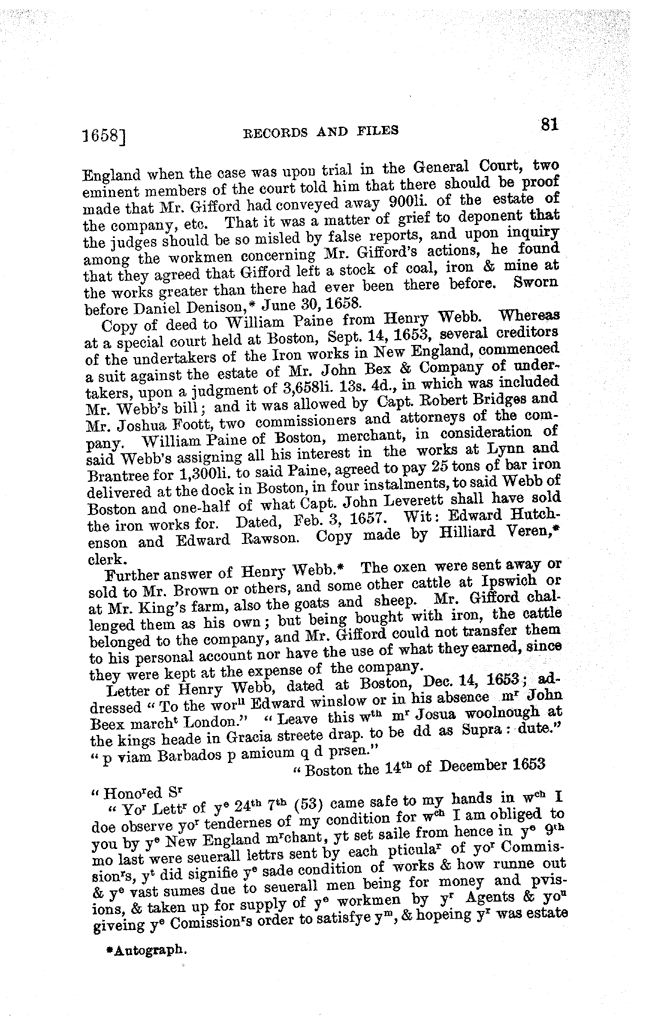 1658] RECORDS AND FILES 81
England when the case was upon trial in the General Court, two
eminent members of the court told him that there should be proof
made that Mr. Gifford had conveyed away 900li. of the estate of
the company, etc. That it was a matter of grief to deponent that
the judges should be so misled by false reports, and upon inquiry
among the workmen concerning Mr. Gifford's actions, he found
that they agreed that Gifford left a stock of coal, iron & mine at
the works greater than there had ever been there before. Sworn
before Daniel Denison,* June 30, 1658.
Copy of deed to William Paine from Henry Webb. Whereas
at a special court held at Boston, Sept. 14, 1653, several creditors
of the undertakers of the Iron works in New England, commenced
a suit against the estate of Mr. John Bex & Company of under-
takers, upon a judgment of 3,658li. 13s. 4d., in which was included
Mr. Webb's bill; and it was allowed by Capt. Robert Bridges and
Mr. Joshua Foott, two commissioners and attorneys of the com-
pany. William Paine of Boston, merchant, in consideration of
said Webb's assigning all his interest in the works at Lynn and
Brantree for 1,300li. to said Paine, agreed to pay 25 tons of bar iron
delivered at the dock in Boston, in four instalments, to said Webb of
Boston and one-half of what Capt. John Leverett shall have sold
the iron works for. Dated, Feb. 3, 1657. Wit: Edward Hutch-
enson and Edward Rawson. Copy made by Hilliard Veren,*
clerk.
Further answer of Henry Webb.* The oxen were sent away or
sold to Mr. Brown or others, and some other cattle at Ipswich or
at Mr. King's farm, also the goats and sheep. Mr. Gifford chal-
lenged them as his own; but being bought with iron, the cattle
belonged to the company, and Mr. Gifford could not transfer them
to his personal account nor have the use of what they earned, since
they were kept at the expense of the company.
Letter of Henry Webb, dated at Boston, Dec. 14, 1653; ad-
dressed "To the worll Edward winslow or in his absence mr John
Beex marcht London." "Leave this wth mr Josua woolnough at
the kings heade in Gracia streete drap. to be dd as Supra: dute."
"p viam Barbados p amicum q d prsen."
"Boston the 14th of December 1653
"Honored Sr
"Yor Lettr of ye 24th 7th (53) came safe to my hands in wch I
doe observe yor tendernes of my condition for wch I am obliged to
you by ye New England mrchant, yt set saile from hence in ye 9th
mo last were seuerall lettrs sent by each pticular of yor Commis-
sionrs, yt did signifie ye sade condition of works & how runne out
& ye vast sumes due to seuerall men being for money and pvis-
ions, & taken up for supply of ye workmen by yr Agents & you
giveing ye Comissionrs order to satisfye ym, & hopeing yr was estate
*Autograph.